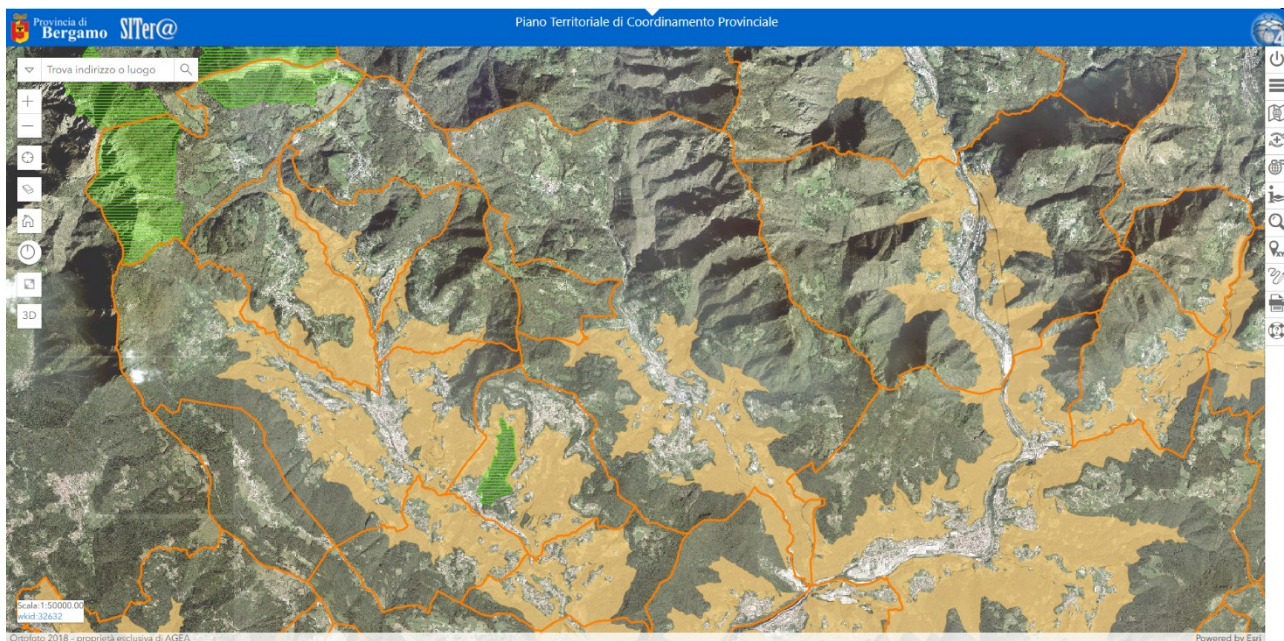 Provincia di
Bergamo SITer@
Piano Territoriale di Coordinamento Provinciale
Trova indirizzo o luogo
3D
Scala:1:50000.00
wkid:32632
Ortofoto 2018 - proprietà esclusiva di AGEA
Powered by Esri